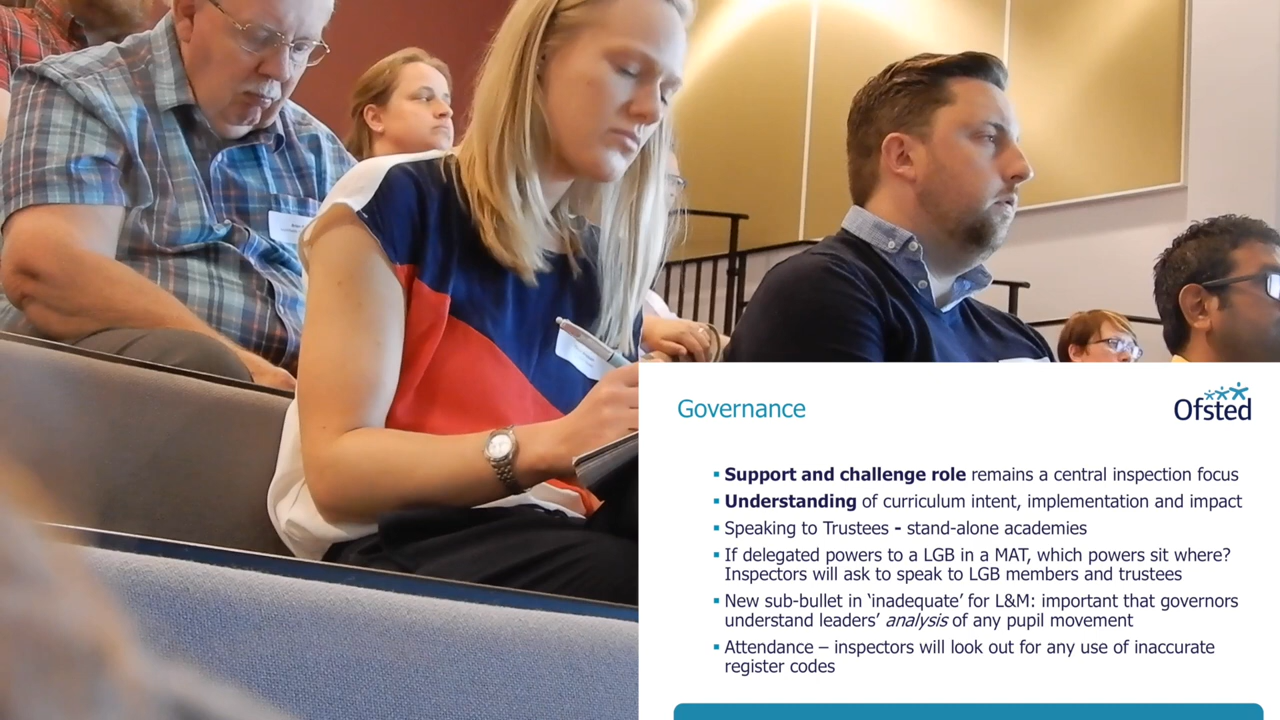 Governance
Ofsted
▪ Support and challenge role remains a central inspection focus
▪ Understanding of curriculum intent, implementation and impact
▪ Speaking to Trustees - stand-alone academies
▪ If delegated powers to a LGB in a MAT, which powers sit where?
Inspectors will ask to speak to LGB members and trustees
▪ New sub-bullet in ‘inadequate’ for L&M: important that governors
understand leaders’ analysis of any pupil movement
▪ Attendance – inspectors will look out for any use of inaccurate
register codes